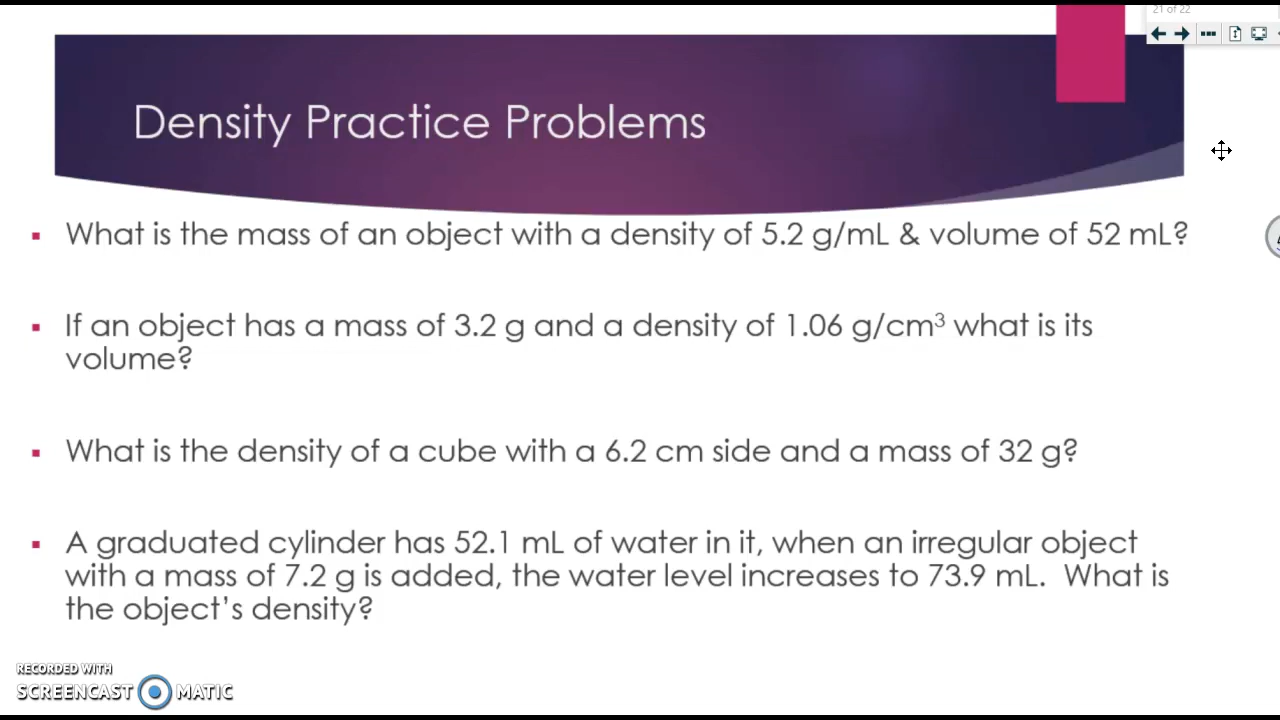 21 of 22
Density Practice Problems
▪ What is the mass of an object with a density of 5.2 g/mL & volume of 52 mL?
▪ If an object has a mass of 3.2 g and a density of 1.06 g/cm³ what is its
volume?
▪ What is the density of a cube with a 6.2 cm side and a mass of 32 g?
▪ A graduated cylinder has 52.1 mL of water in it, when an irregular object
with a mass of 7.2 g is added, the water level increases to 73.9 mL.  What is
the object’s density?
RECORDED WITH
SCREENCAST MATIC